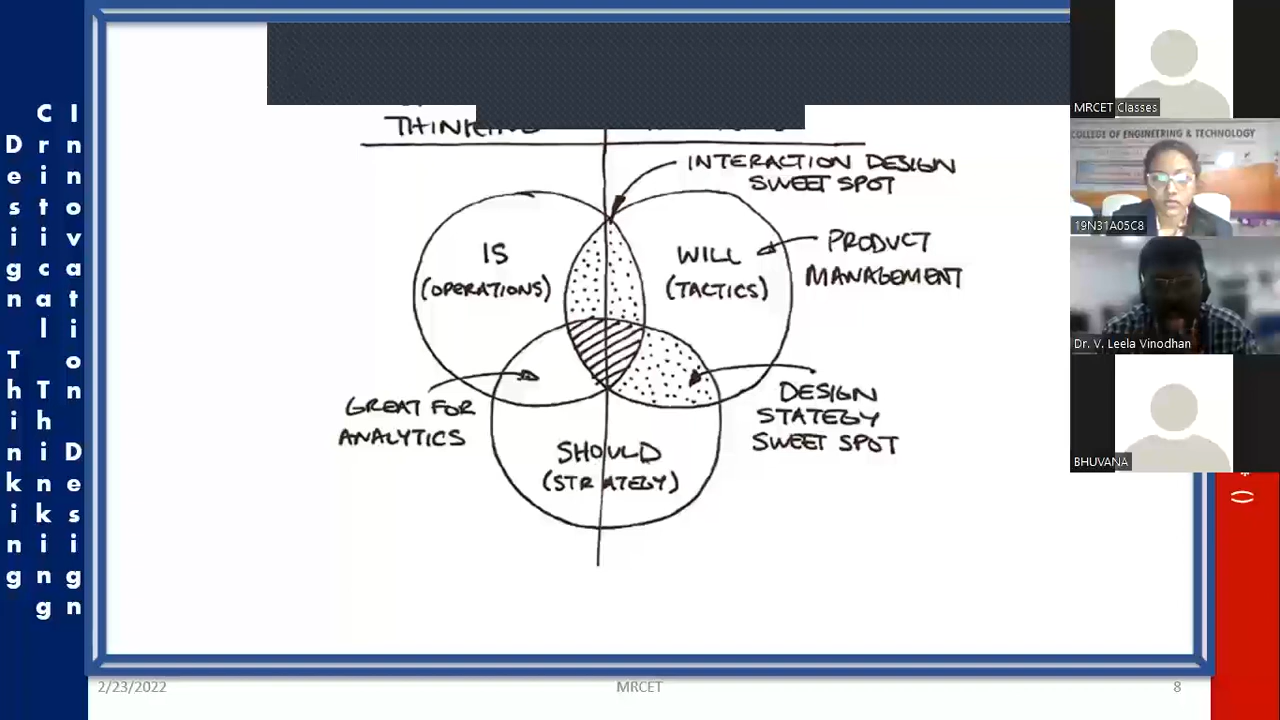 Design Thinking
Critical Thinking
Innovation Design
THINKING
INTERACTION DESIGN
SWEET SPOT
IS
(OPERATIONS)
WILL
(TACTICS)
PRODUCT
MANAGEMENT
GREAT FOR
ANALYTICS
DESIGN
STATEGY
SWEET SPOT
SHOULD
(STRATEGY)
2/23/2022
MRCET
8
MRCET Classes
COLLEGE OF ENGINEERING & TECHNOLOGY
19N31A05C8
Dr. V. Leela Vinodhan
BHUVANA